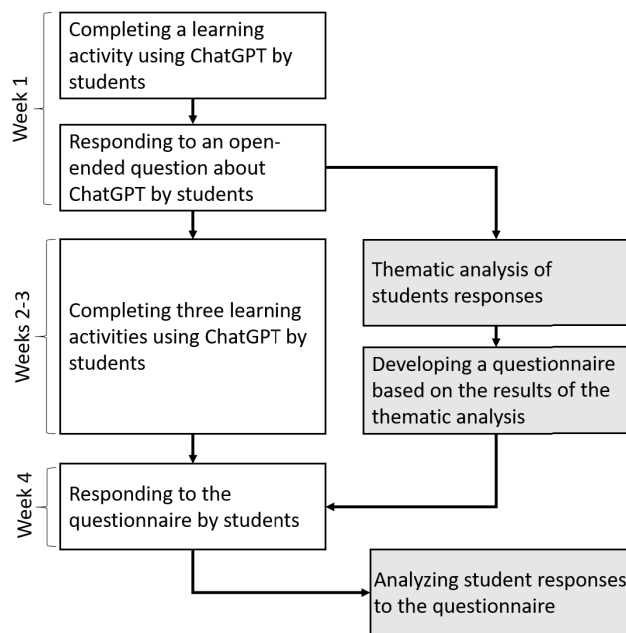 Week 1
Completing a learning
activity using ChatGPT by
students
Responding to an open-
ended question about
ChatGPT by students
Weeks 2-3
Completing three learning
activities using ChatGPT by
students
Thematic analysis of
students responses
Developing a questionnaire
based on the results of the
thematic analysis
Week 4
Responding to the
questionnaire by students
Analyzing student responses
to the questionnaire